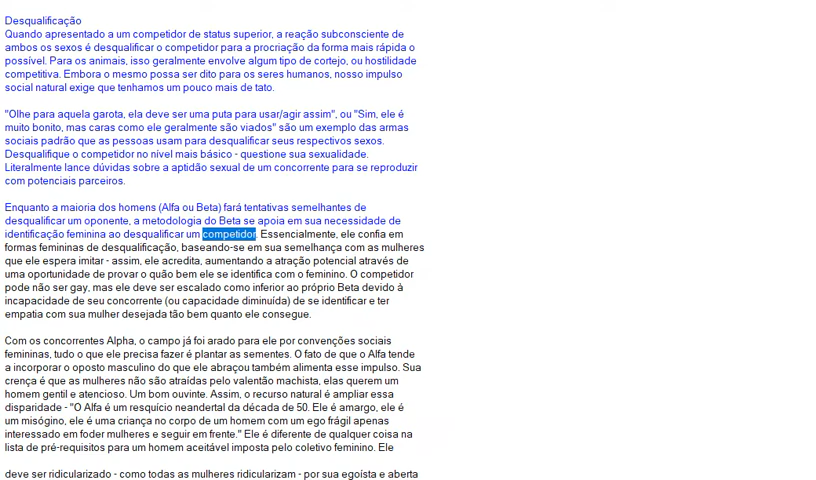 Desqualificação
Quando apresentado a um competidor de status superior, a reação subconsciente de
ambos os sexos é desqualificar o competidor para a procriação da forma mais rápida o
possível. Para os animais, isso geralmente envolve algum tipo de cortejo, ou hostilidade
competitiva. Embora o mesmo possa ser dito para os seres humanos, nosso impulso
social natural exige que tenhamos um pouco mais de tato.
"Olhe para aquela garota, ela deve ser uma puta para usar/agir assim", ou "Sim, ele é
muito bonito, mas caras como ele geralmente são viados" são um exemplo das armas
sociais padrão que as pessoas usam para desqualificar seus respectivos sexos.
Desqualifique o competidor no nível mais básico - questione sua sexualidade.
Literalmente lance dúvidas sobre a aptidão sexual de um concorrente para se reproduzir
com potenciais parceiros.
Enquanto a maioria dos homens (Alfa ou Beta) fará tentativas semelhantes de
desqualificar um oponente, a metodologia do Beta se apoia em sua necessidade de
identificação feminina ao desqualificar um competidor. Essencialmente, ele confia em
formas femininas de desqualificação, baseando-se em sua semelhança com as mulheres
que ele espera imitar - assim, ele acredita, aumentando a atração potencial através de
uma oportunidade de provar o quão bem ele se identifica com o feminino. O competidor
pode não ser gay, mas ele deve ser escalado como inferior ao próprio Beta devido à
incapacidade de seu concorrente (ou capacidade diminuída) de se identificar e ter
empatia com sua mulher desejada tão bem quanto ele consegue.
Com os concorrentes Alpha, o campo já foi arado para ele por convenções sociais
femininas, tudo o que ele precisa fazer é plantar as sementes. O fato de que o Alfa tende
a incorporar o oposto masculino do que ele abraçou também alimenta esse impulso. Sua
crença é que as mulheres não são atraídas pelo valentão machista, elas querem um
homem gentil e atencioso. Um bom ouvinte. Assim, o recurso natural é ampliar essa
disparidade - "O Alfa é um resquício neandertal da década de 50. Ele é amargo, ele é
um misógino, ele é uma criança no corpo de um homem com um ego frágil apenas
interessado em foder mulheres e seguir em frente." Ele é diferente de qualquer coisa na
lista de pré-requisitos para um homem aceitável imposta pelo coletivo feminino. Ele
deve ser ridicularizado - como todas as mulheres ridicularizam - por sua egoísta e aberta